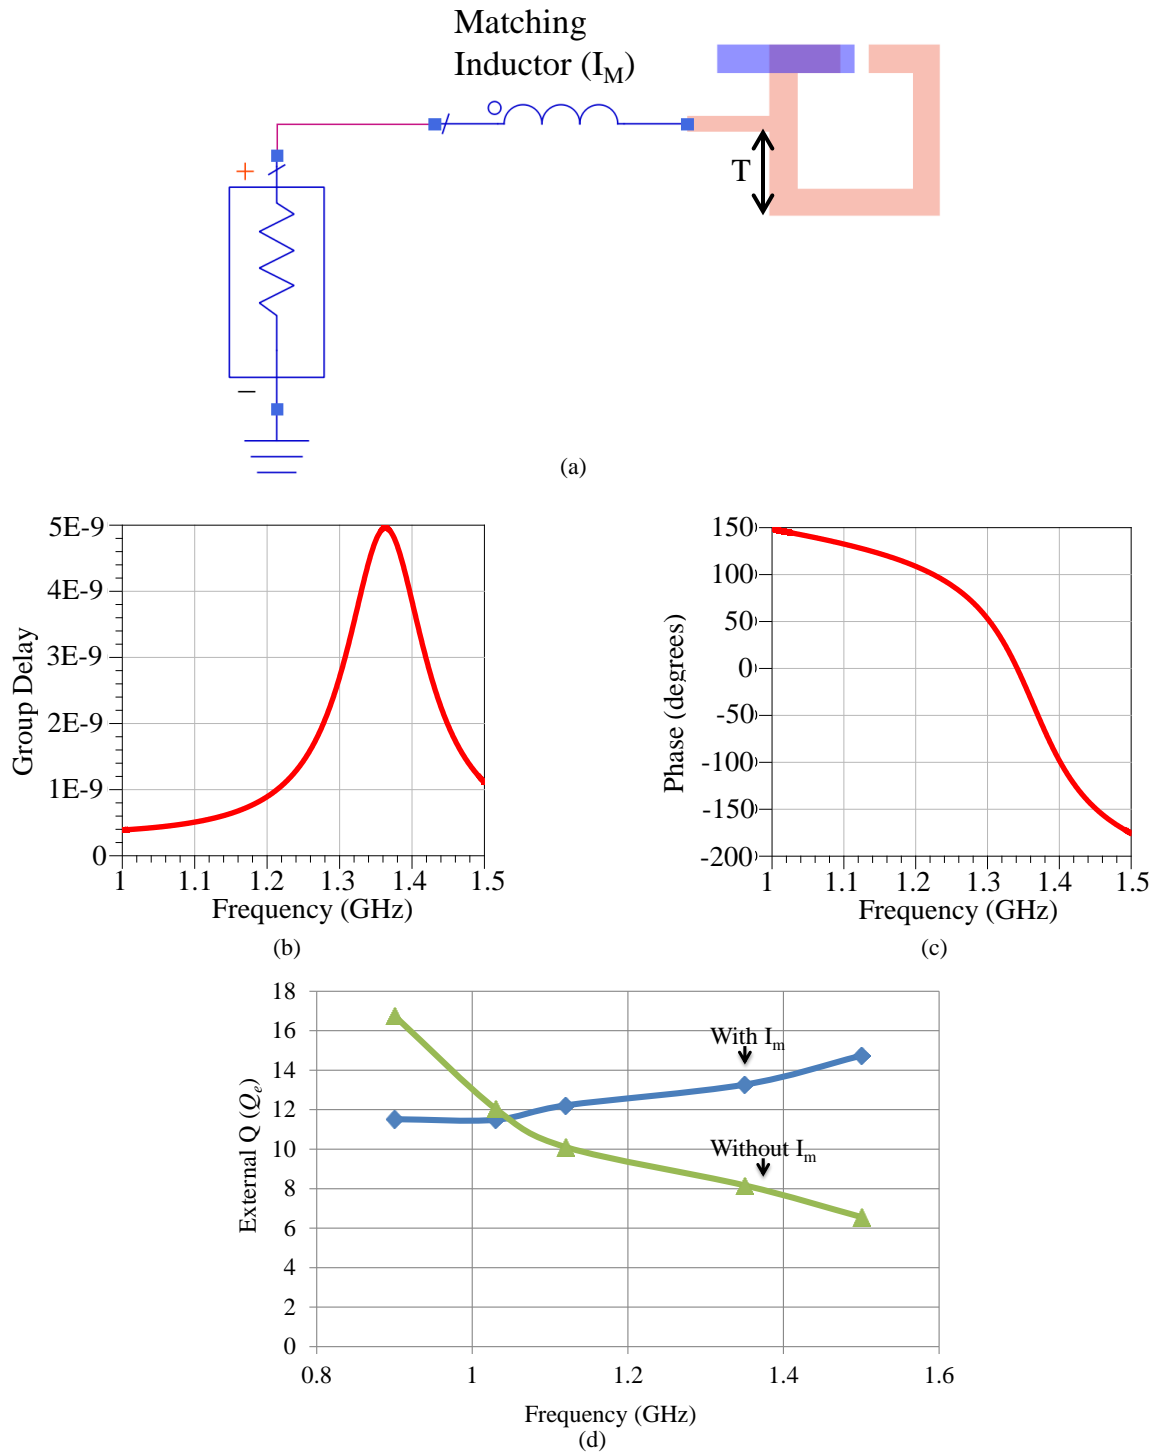 Matching
Inductor (I_M)
T
+
−
(a)
5E-9
4E-9
3E-9
2E-9
1E-9
0
Group Delay
1 1.1 1.2 1.3 1.4 1.5
Frequency (GHz)
(b)
150
100
50
0
-50
-100
-150
-200
Phase (degrees)
1 1.1 1.2 1.3 1.4 1.5
Frequency (GHz)
(c)
18
16
14
12
10
8
6
4
2
0
External Q (Q_e)
With I_m
Without I_m
0.8 1 1.2 1.4 1.6
Frequency (GHz)
(d)